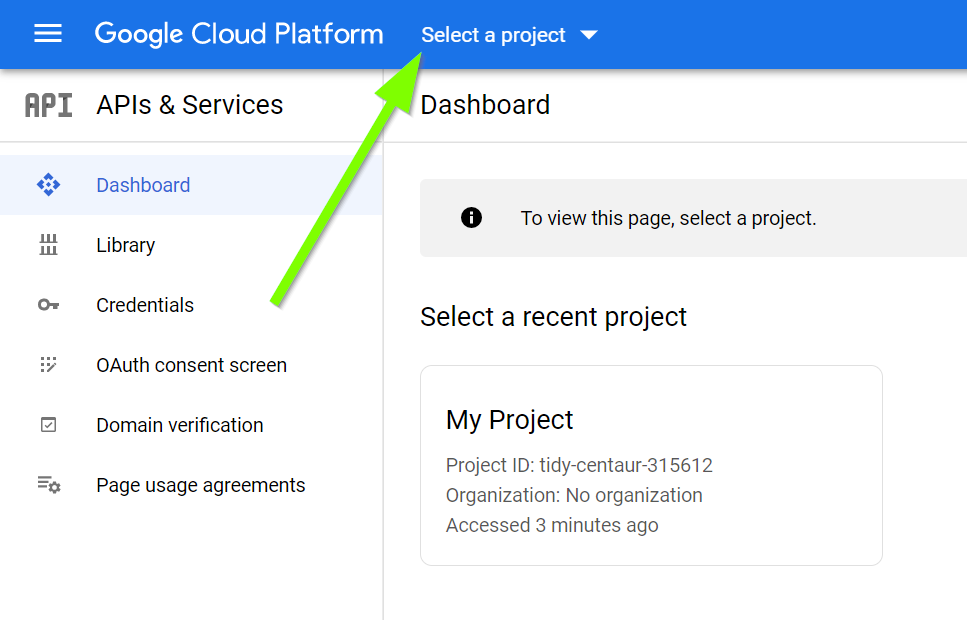 Google Cloud Platform Select a project
API APIs & Services
Dashboard
Dashboard
Library
Credentials
OAuth consent screen
Domain verification
Page usage agreements
To view this page, select a project.
Select a recent project
My Project
Project ID: tidy-centaur-315612
Organization: No organization
Accessed 3 minutes ago